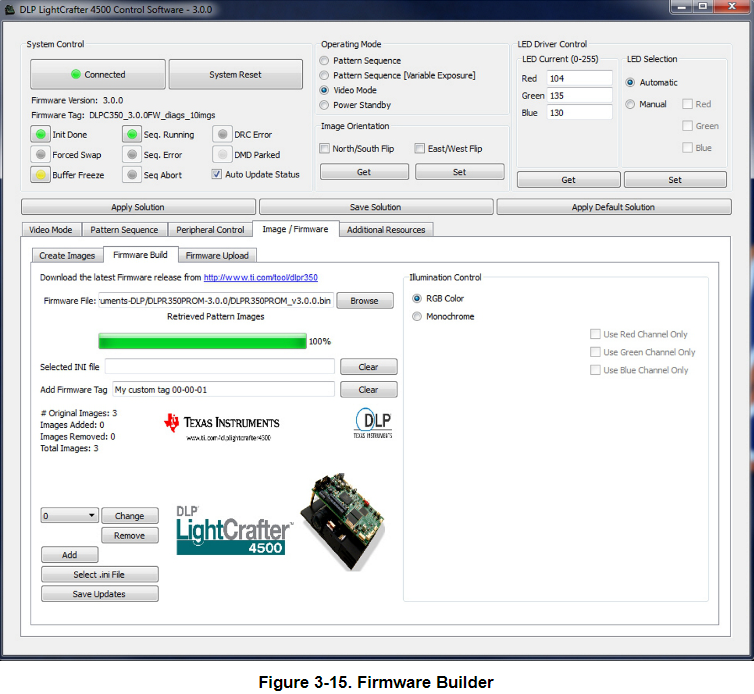 DLP LightCrafter 4500 Control Software - 3.0.0
System Control
Connected
System Reset
Firmware Version: 3.0.0
Firmware Tag: DLPC350_3.0.0FW_diags_10imgs
Init Done
Seq. Running
DRC Error
Forced Swap
Seq. Error
DMD Parked
Buffer Freeze
Seq Abort
Auto Update Status
Operating Mode
Pattern Sequence
Pattern Sequence [Variable Exposure]
Video Mode
Power Standby
Image Orientation
North/South Flip
East/West Flip
Get
Set
LED Driver Control
LED Current (0-255)
Red 104
Green 135
Blue 130
LED Selection
Automatic
Manual
Red
Green
Blue
Get
Set
Apply Solution
Save Solution
Apply Default Solution
Video Mode
Pattern Sequence
Peripheral Control
Image / Firmware
Additional Resources
Create Images
Firmware Build
Firmware Upload
Download the latest Firmware release from http://www.ti.com/tool/dlpr350
Firmware File: uments-DLP/DLPR350PROM-3.0.0/DLPR350PROM_v3.0.0.bin
Browse
Retrieved Pattern Images
100%
Selected INI file
Clear
Add Firmware Tag My custom tag 00-00-01
Clear
# Original Images: 3
Images Added: 0
Images Removed: 0
Total Images: 3
TEXAS INSTRUMENTS
www.ti.com/dlplightcrafter4500
DLP
TEXAS INSTRUMENTS
0
Change
Remove
Add
Select .ini File
Save Updates
DLP®
LightCrafter™
4500
Illumination Control
RGB Color
Monochrome
Use Red Channel Only
Use Green Channel Only
Use Blue Channel Only
Figure 3-15. Firmware Builder